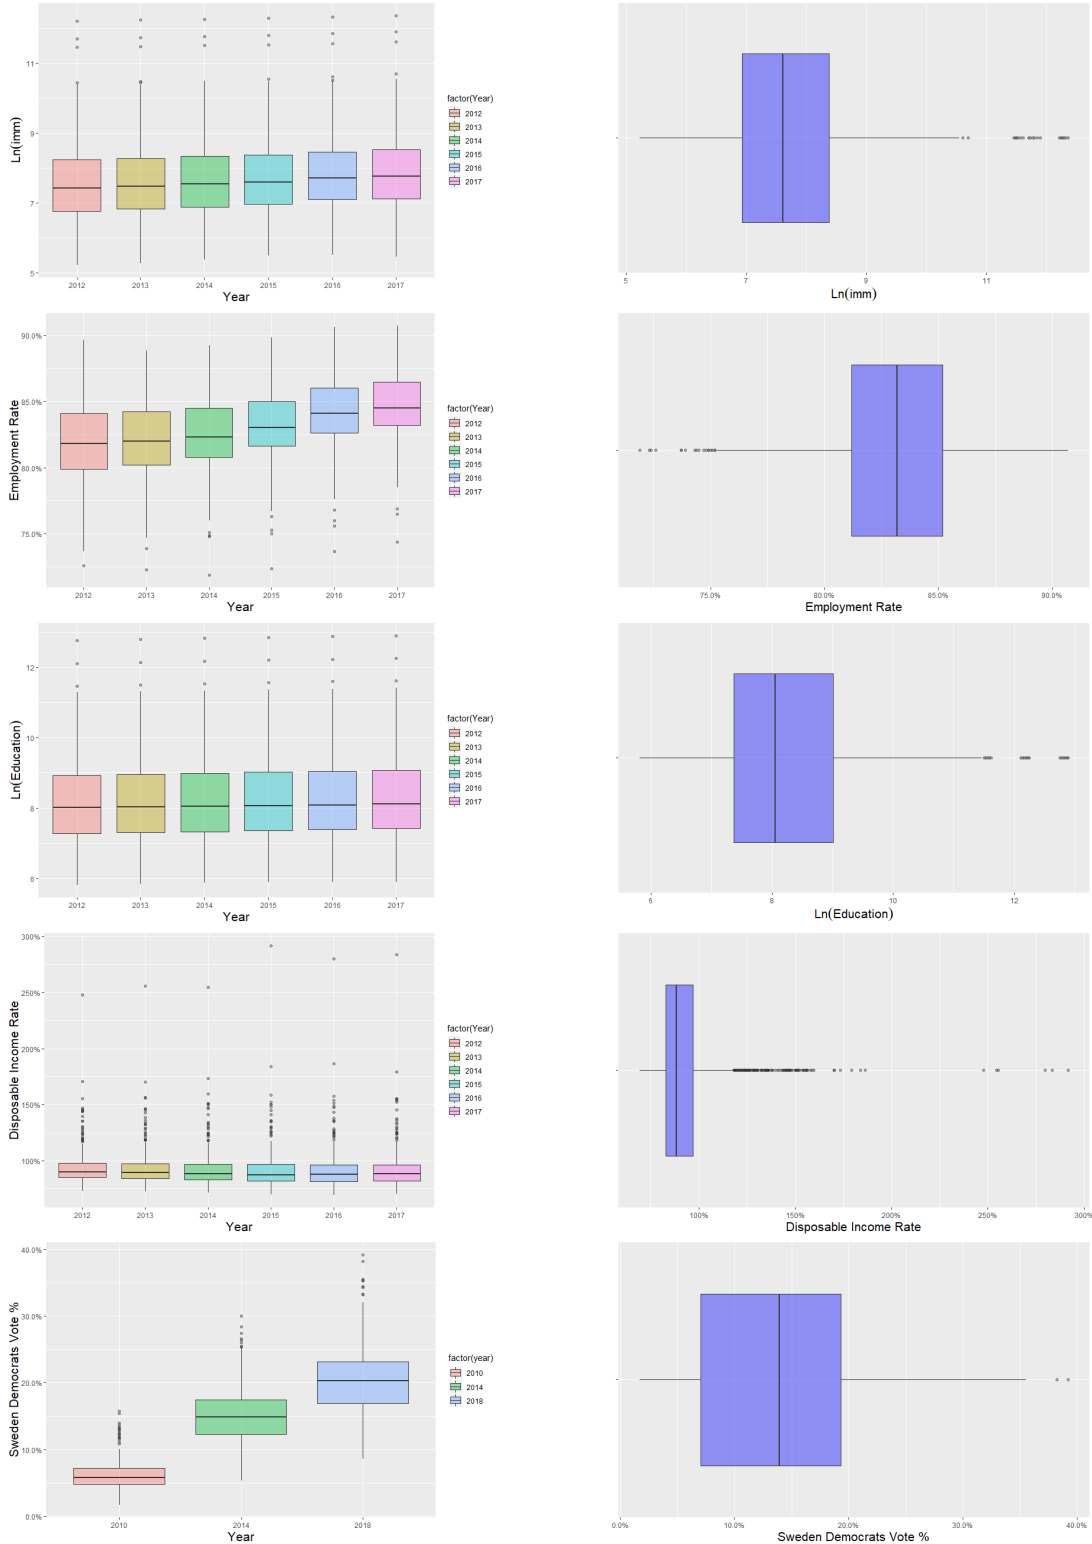 Ln(imm)
11
9
7
5
2012 2013 2014 2015 2016 2017
Year
factor(Year)
2012
2013
2014
2015
2016
2017
5 7 9 11
Ln(imm)
Employment Rate
90.0%
85.0%
80.0%
75.0%
2012 2013 2014 2015 2016 2017
Year
factor(Year)
2012
2013
2014
2015
2016
2017
75.0% 80.0% 85.0% 90.0%
Employment Rate
Ln(Education)
12
10
8
6
2012 2013 2014 2015 2016 2017
Year
factor(Year)
2012
2013
2014
2015
2016
2017
6 8 10 12
Ln(Education)
Disposable Income Rate
300%
250%
200%
150%
100%
2012 2013 2014 2015 2016 2017
Year
factor(Year)
2012
2013
2014
2015
2016
2017
100% 150% 200% 250% 300%
Disposable Income Rate
Sweden Democrats Vote %
40.0%
30.0%
20.0%
10.0%
0.0%
2010 2014 2018
Year
factor(year)
2010
2014
2018
0.0% 10.0% 20.0% 30.0% 40.0%
Sweden Democrats Vote %